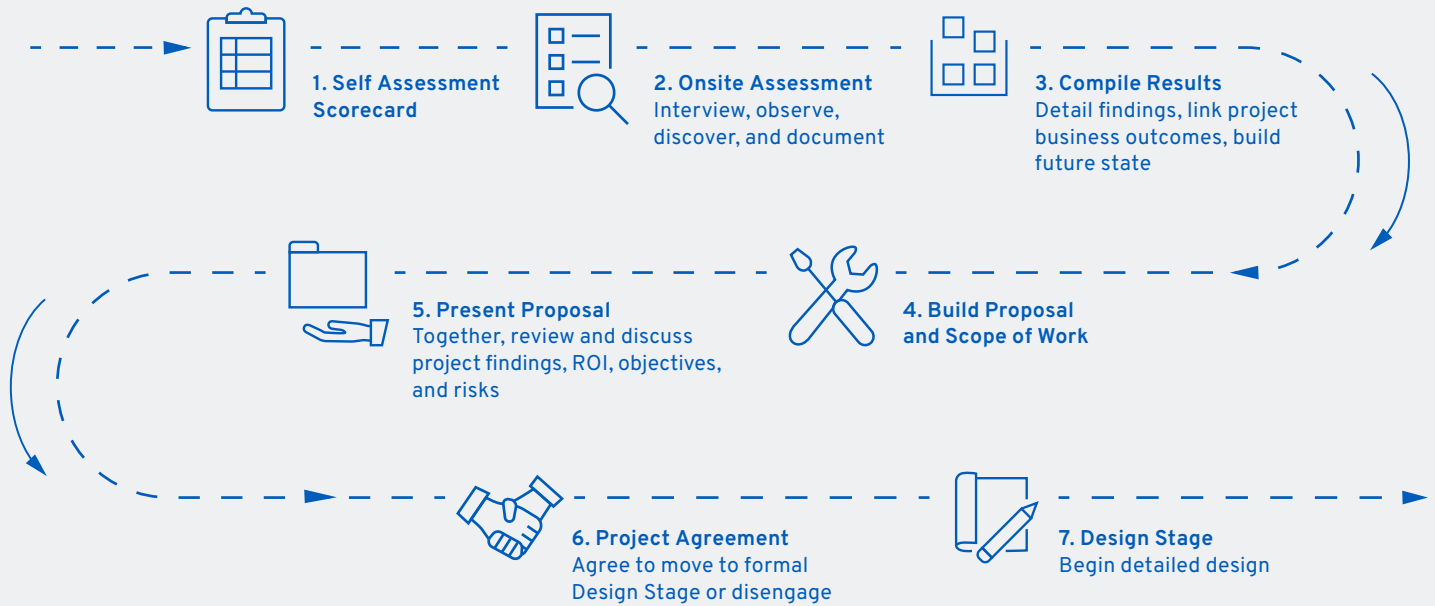 1. Self Assessment
Scorecard
2. Onsite Assessment
Interview, observe,
discover, and document
3. Compile Results
Detail findings, link project
business outcomes, build
future state
4. Build Proposal
and Scope of Work
5. Present Proposal
Together, review and discuss
project findings, ROI, objectives,
and risks
6. Project Agreement
Agree to move to formal
Design Stage or disengage
7. Design Stage
Begin detailed design